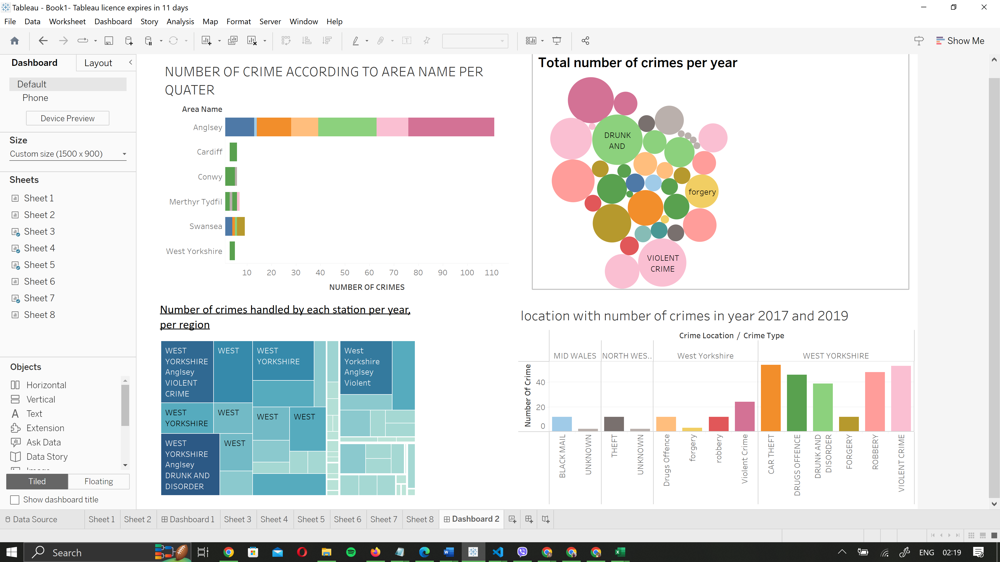 Tableau - Book1- Tableau licence expires in 11 days
File Data Worksheet Dashboard Story Analysis Map Format Server Window Help
Show Me
Dashboard Layout
Default
Phone
Device Preview
Size
Custom size (1500 x 900)
Sheets
Sheet 1
Sheet 2
Sheet 3
Sheet 4
Sheet 5
Sheet 6
Sheet 7
Sheet 8
Objects
Horizontal
Vertical
Text
Extension
Ask Data
Data Story
Tiled Floating
Show dashboard title
NUMBER OF CRIME ACCORDING TO AREA NAME PER
QUATER
Area Name
Anglsey
Cardiff
Conwy
Merthyr Tydfil
Swansea
West Yorkshire
10 20 30 40 50 60 70 80 90 100 110
NUMBER OF CRIMES
Total number of crimes per year
DRUNK
AND
forgery
VIOLENT
CRIME
Number of crimes handled by each station per year,
per region
WEST
YORKSHIRE
Anglsey
VIOLENT
CRIME
WEST
WEST
YORKSHIRE
West
Yorkshire
Anglsey
Violent
WEST
YORKSHIRE
WEST
WEST
WEST
WEST
YORKSHIRE
Anglsey
DRUNK AND
DISORDER
WEST
location with number of crimes in year 2017 and 2019
Crime Location / Crime Type
MID WALES NORTH WES.. West Yorkshire WEST YORKSHIRE
Number Of Crime
40
20
0
BLACK MAIL
UNKNOWN
THEFT
UNKNOWN
Drugs Offence
forgery
robbery
Violent Crime
CAR THEFT
DRUGS OFFENCE
DRUNK AND
DISORDER
FORGERY
ROBBERY
VIOLENT CRIME
Data Source Sheet 1 Sheet 2 Dashboard 1 Sheet 3 Sheet 4 Sheet 5 Sheet 6 Sheet 7 Sheet 8 Dashboard 2
Search
ENG 02:19